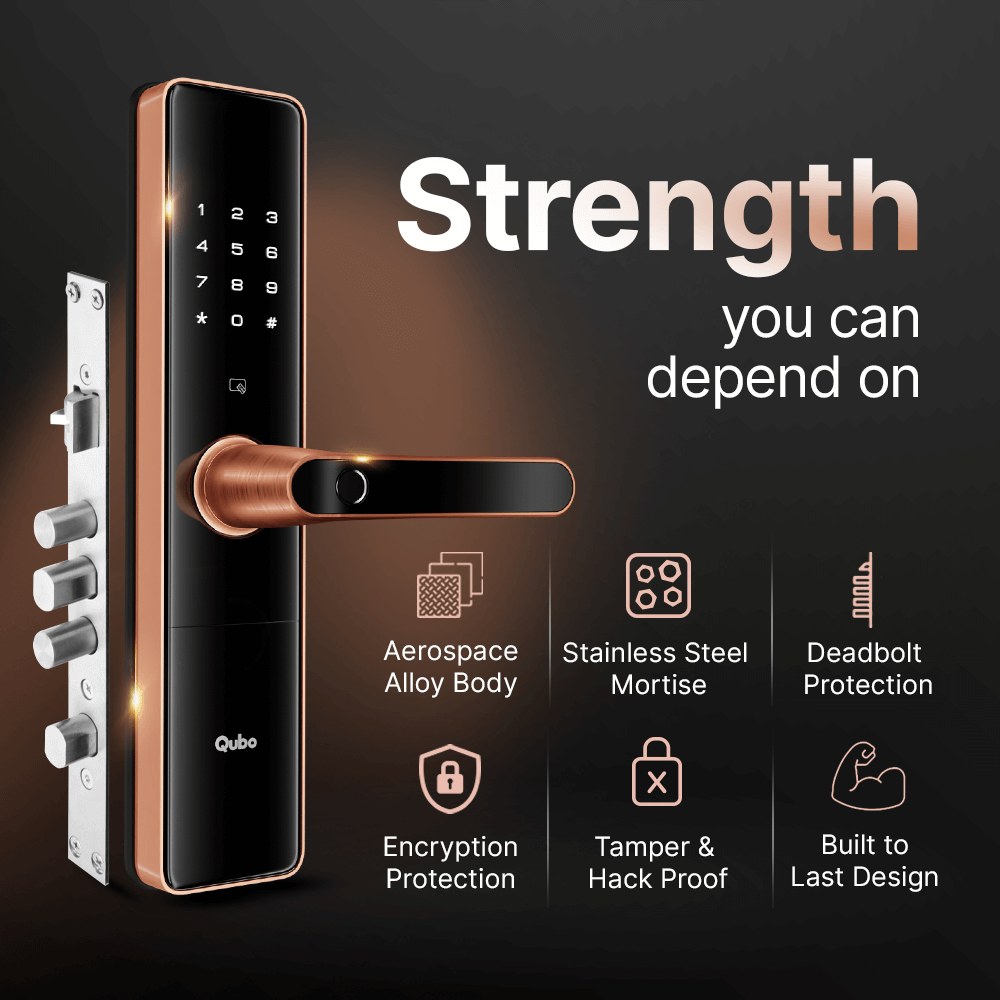 Strength
you can
depend on
1 2 3
4 5 6
7 8 9
* 0 #
Qubo
Aerospace
Alloy Body
Stainless Steel
Mortise
Deadbolt
Protection
Encryption
Protection
Tamper &
Hack Proof
Built to
Last Design